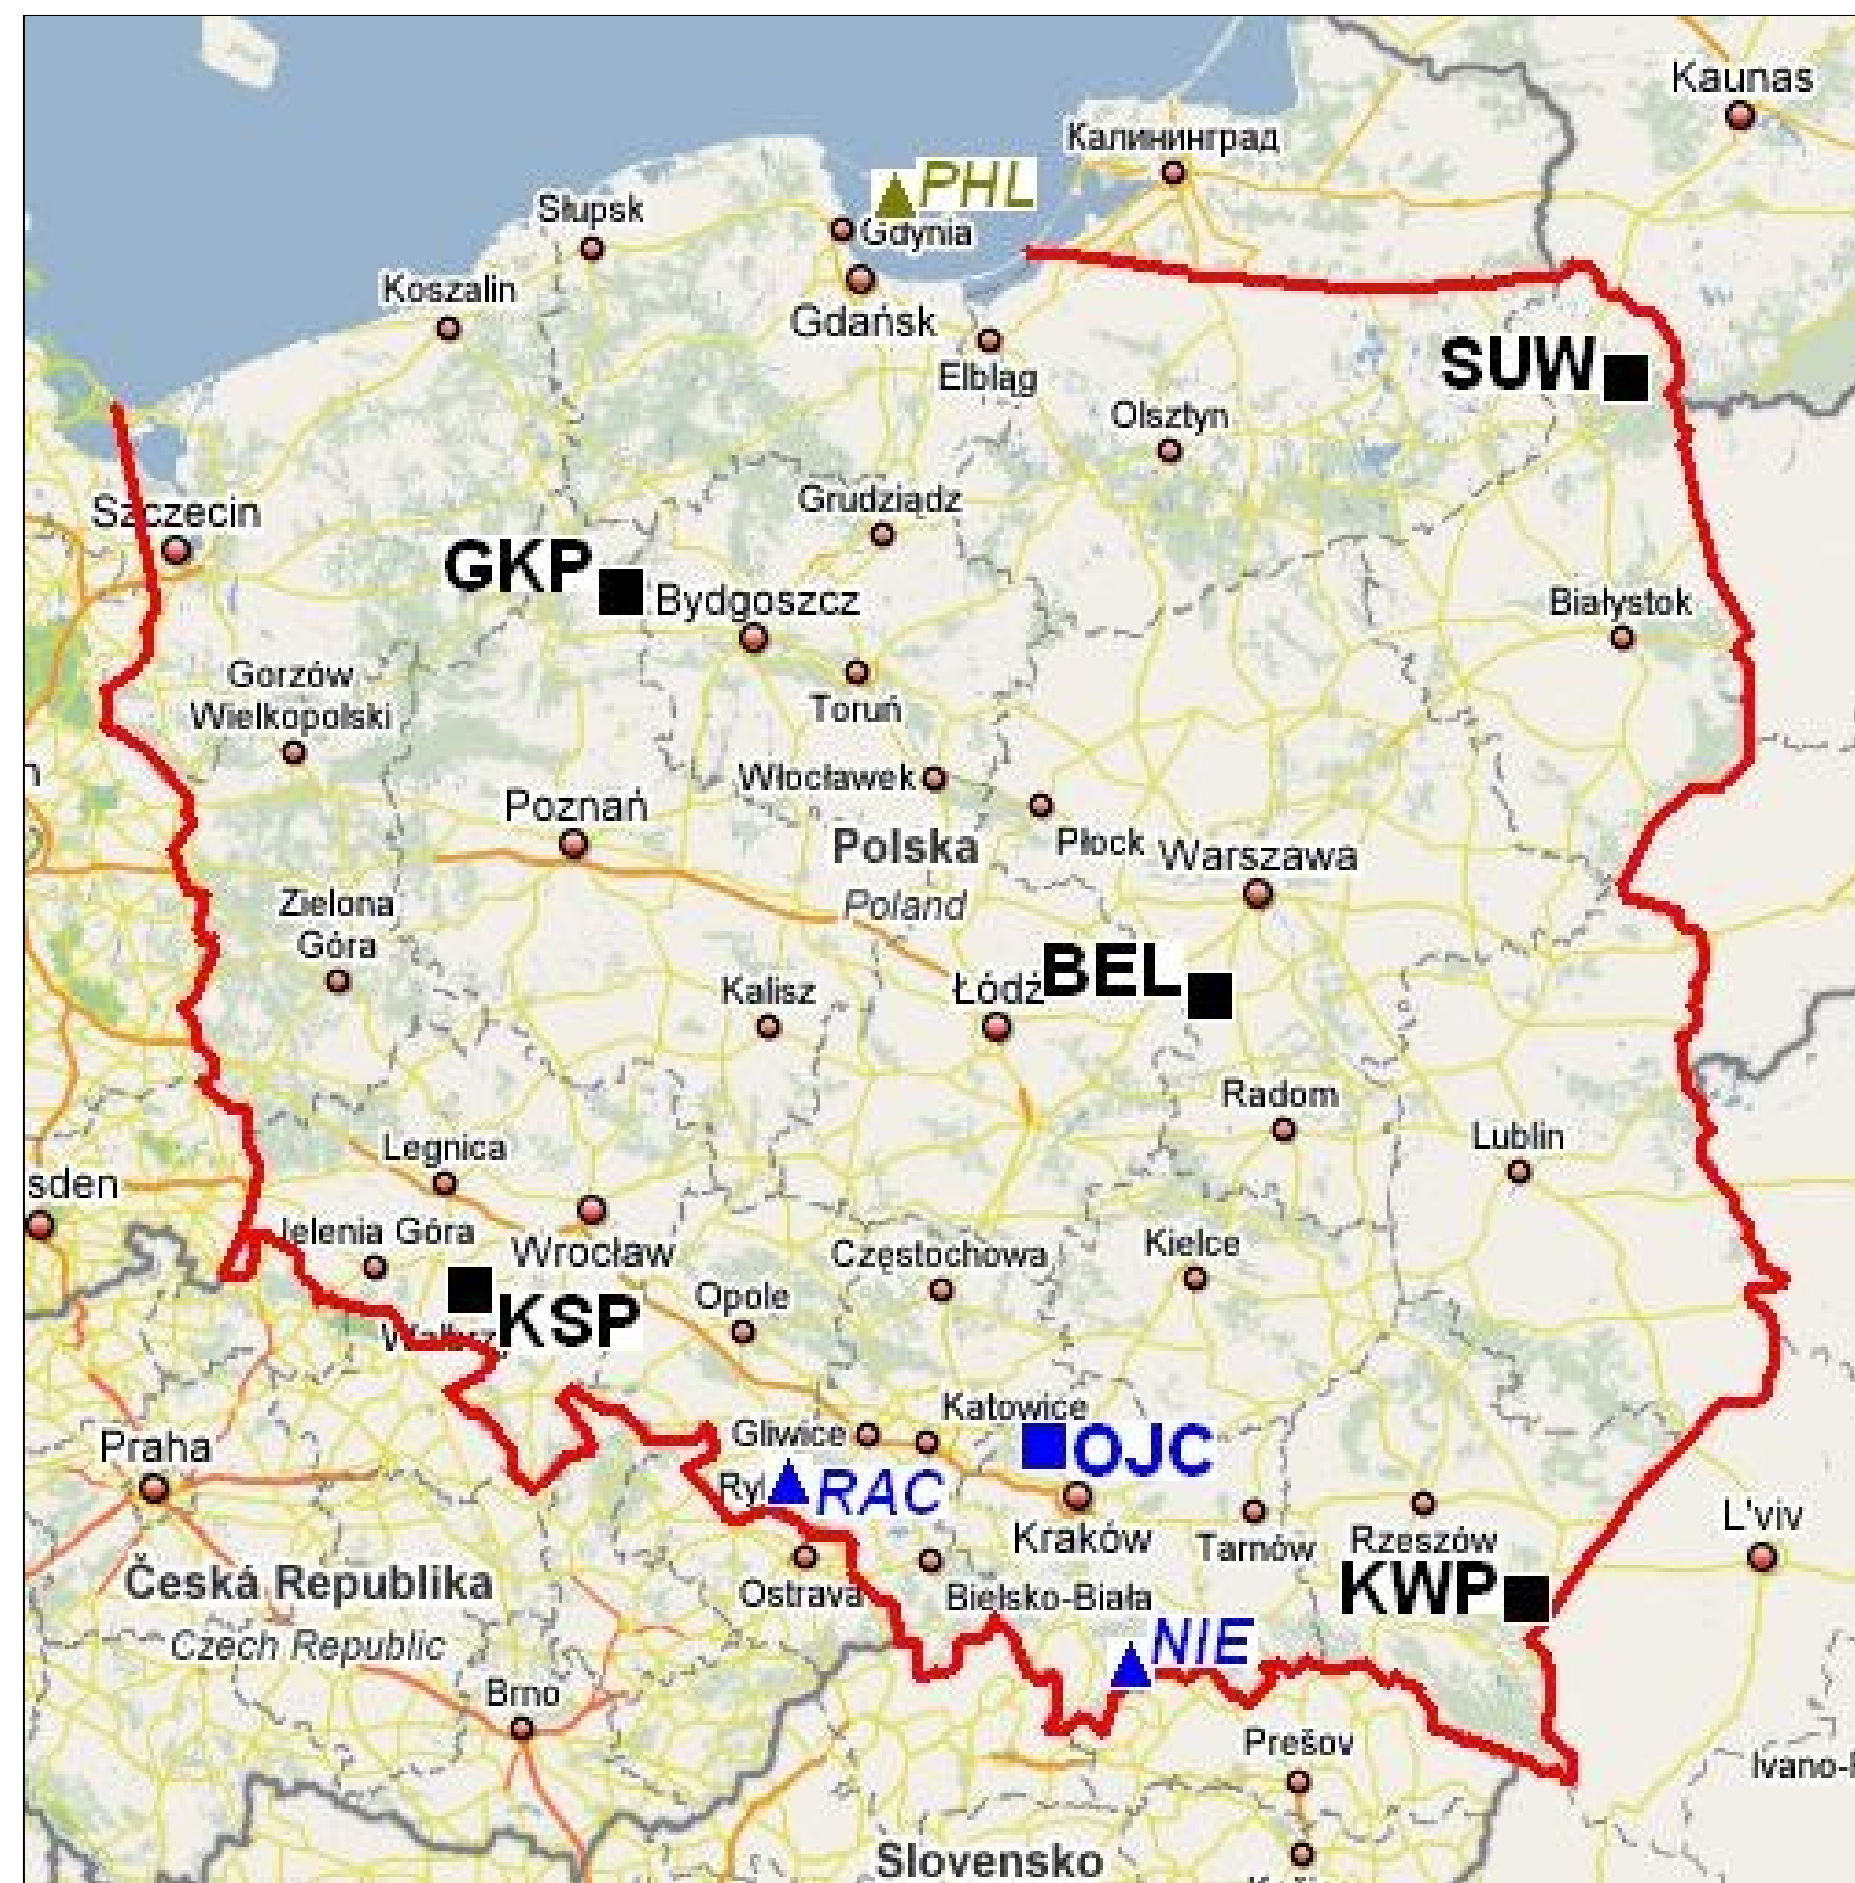 Kaunas
Калининград
PHL
Słupsk
Gdynia
Koszalin
Gdańsk
SUW
Elbląg
Olsztyn
Szczecin
Grudziądz
GKP
Bydgoszcz
Białystok
Gorzów
Wielkopolski
Toruń
Włocławek
Poznań
Płock
Polska
Warszawa
Poland
Zielona
Góra
BEL
Kalisz
Łódź
Radom
Lublin
Legnica
sden
Jelenia Góra
Wrocław
Częstochowa
Kielce
Opole
KSP
Katowice
Gliwice
Praha
OJC
RAC
Kraków
Tarnów
Rzeszów
L'viv
Česká Republika
Ostrava
Bielsko-Biała
KWP
Czech Republic
NIE
Brno
Prešov
Ivano-
Slovensko